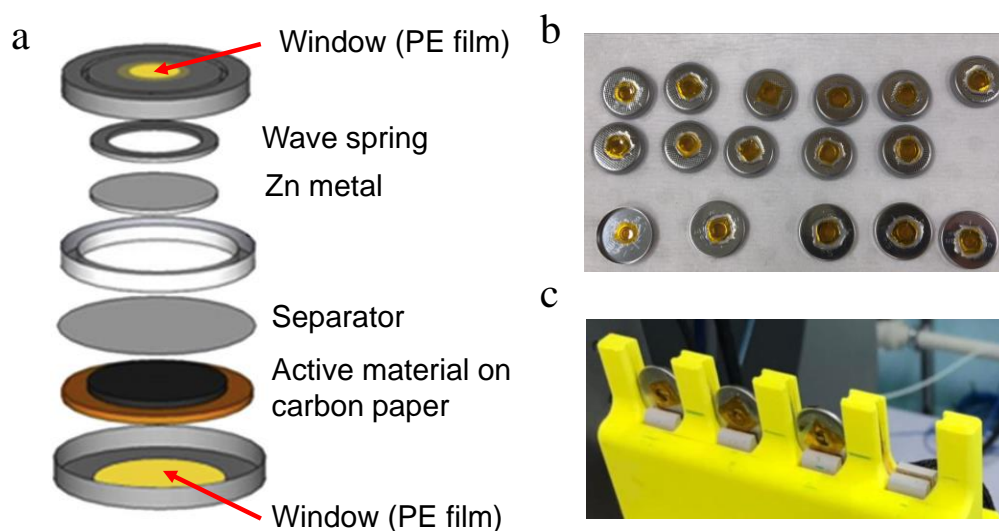 a
Window (PE film)
Wave spring
Zn metal
Separator
Active material on
carbon paper
Window (PE film)
b
c